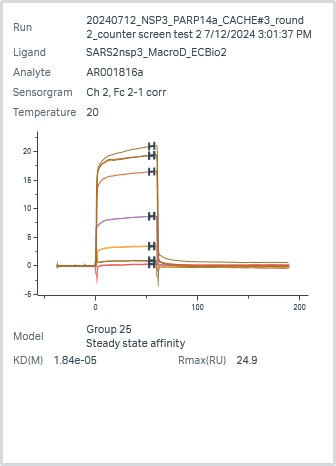 Run 20240712_NSP3_PARP14a_CACHE#3_round
2_counter screen test 2 7/12/2024 3:01:37 PM
Ligand SARS2nsp3_MacroD_ECBio2
Analyte AR001816a
Sensorgram Ch 2, Fc 2-1 corr
Temperature 20
20
15
10
5
0
-5
0 100 200
Model Group 25
Steady state affinity
KD(M) 1.84e-05 Rmax(RU) 24.9